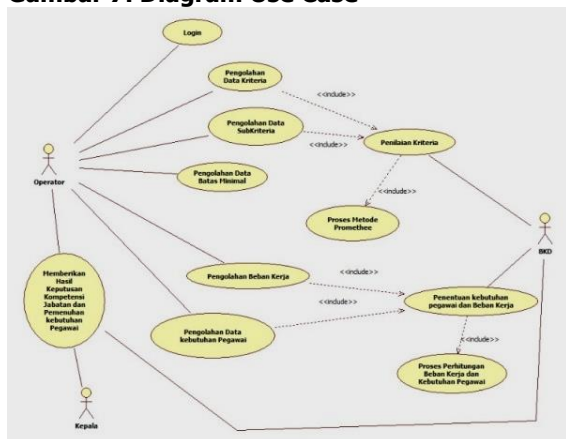 Gambar 7. Diagram Use Case
Login
Pengolahan
Data Kriteria
<<include>>
Pengolahan Data
SubKriteria
<<include>>
Penilaian Kriteria
Operator
Pengolahan Data
Batas Minimal
<<include>>
Proses Metode
Promethee
BKD
Memberikan
Hasil
Keputusan
Kompetensi
Jabatan dan
Pemenuhan
kebutuhan
Pegawai
Pengolahan Beban Kerja
<<include>>
Penentuan kebutuhan
pegawai dan Beban Kerja
<<include>>
Pengolahan Data
kebutuhan Pegawai
<<include>>
Proses Perhitungan
Beban Kerja dan
Kebutuhan Pegawai
Kepala